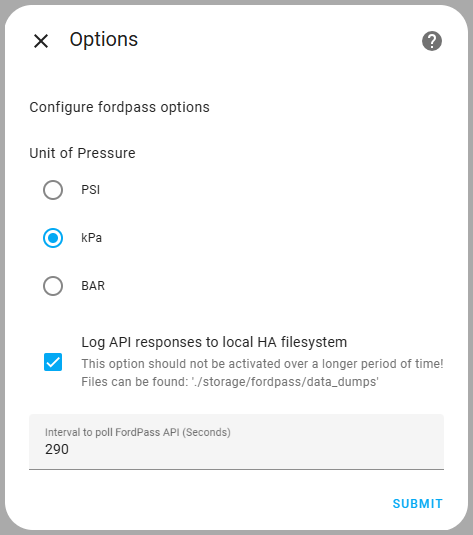 Options
Configure fordpass options
Unit of Pressure
PSI
kPa
BAR
Log API responses to local HA filesystem
This option should not be activated over a longer period of time!
Files can be found: './storage/fordpass/data_dumps'
Interval to poll FordPass API (Seconds)
290
SUBMIT